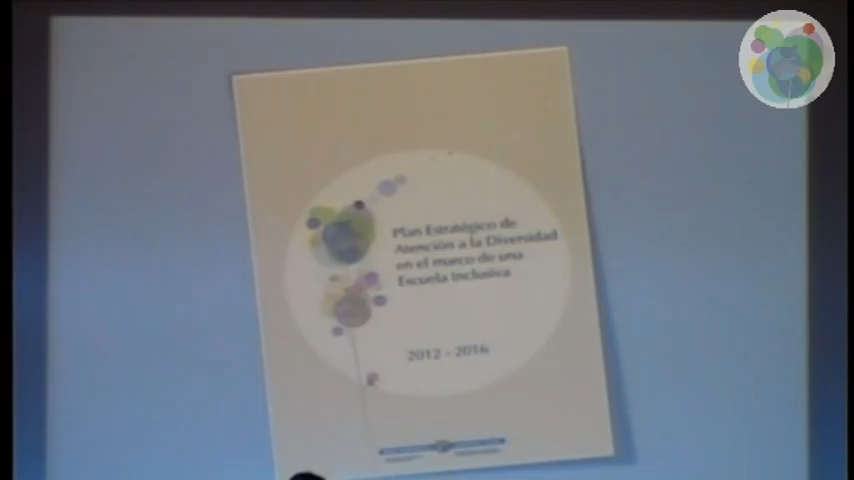 Plan Estratégico de
Atención a la Diversidad
en el marco de una
Escuela Inclusiva
2012 - 2016